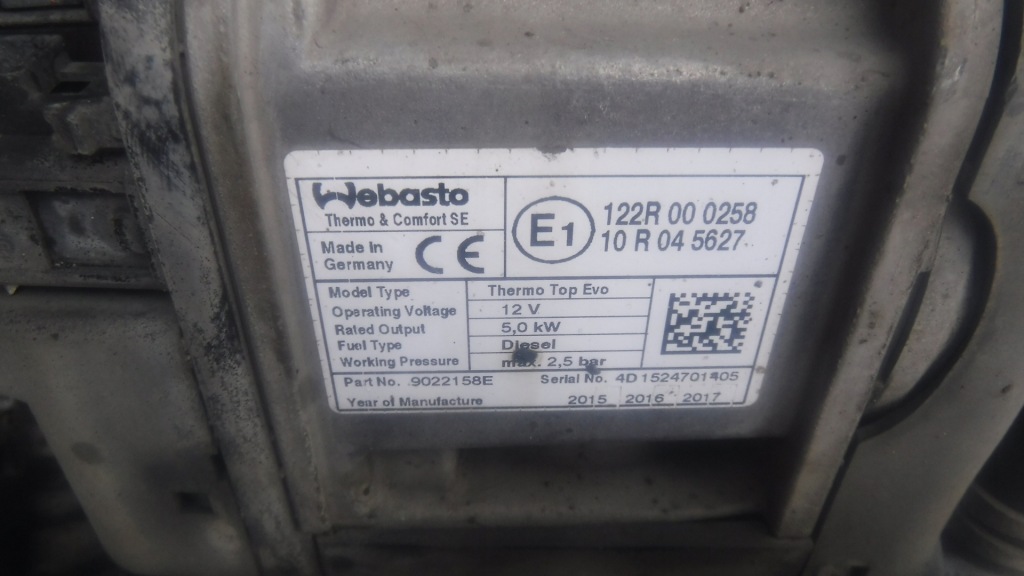 Webasto
Thermo & Comfort SE
Made in
Germany
CE
E1
122R 00 0258
10 R 04 5627
Model Type Thermo Top Evo
Operating Voltage 12 V
Rated Output 5,0 kW
Fuel Type Diesel
Working Pressure max. 2,5 bar
Part No. 9022158E Serial No. 4D1524701405
Year of Manufacture 2015 2016 2017